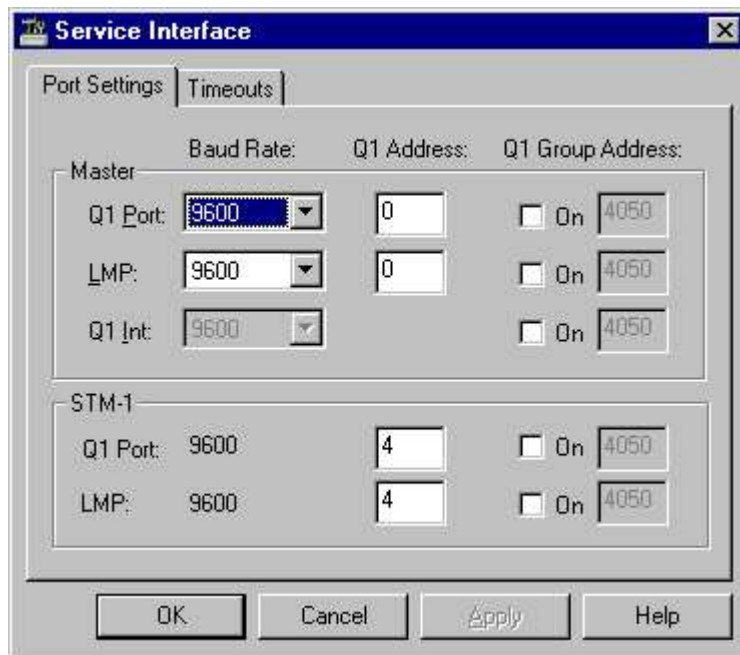 Service Interface
Port Settings Timeouts
Baud Rate: Q1 Address: Q1 Group Address:
Master
Q1 Port: 9600 0 On 4050
LMP: 9600 0 On 4050
Q1 Int: 9600 On 4050
STM-1
Q1 Port: 9600 4 On 4050
LMP: 9600 4 On 4050
OK Cancel Apply Help